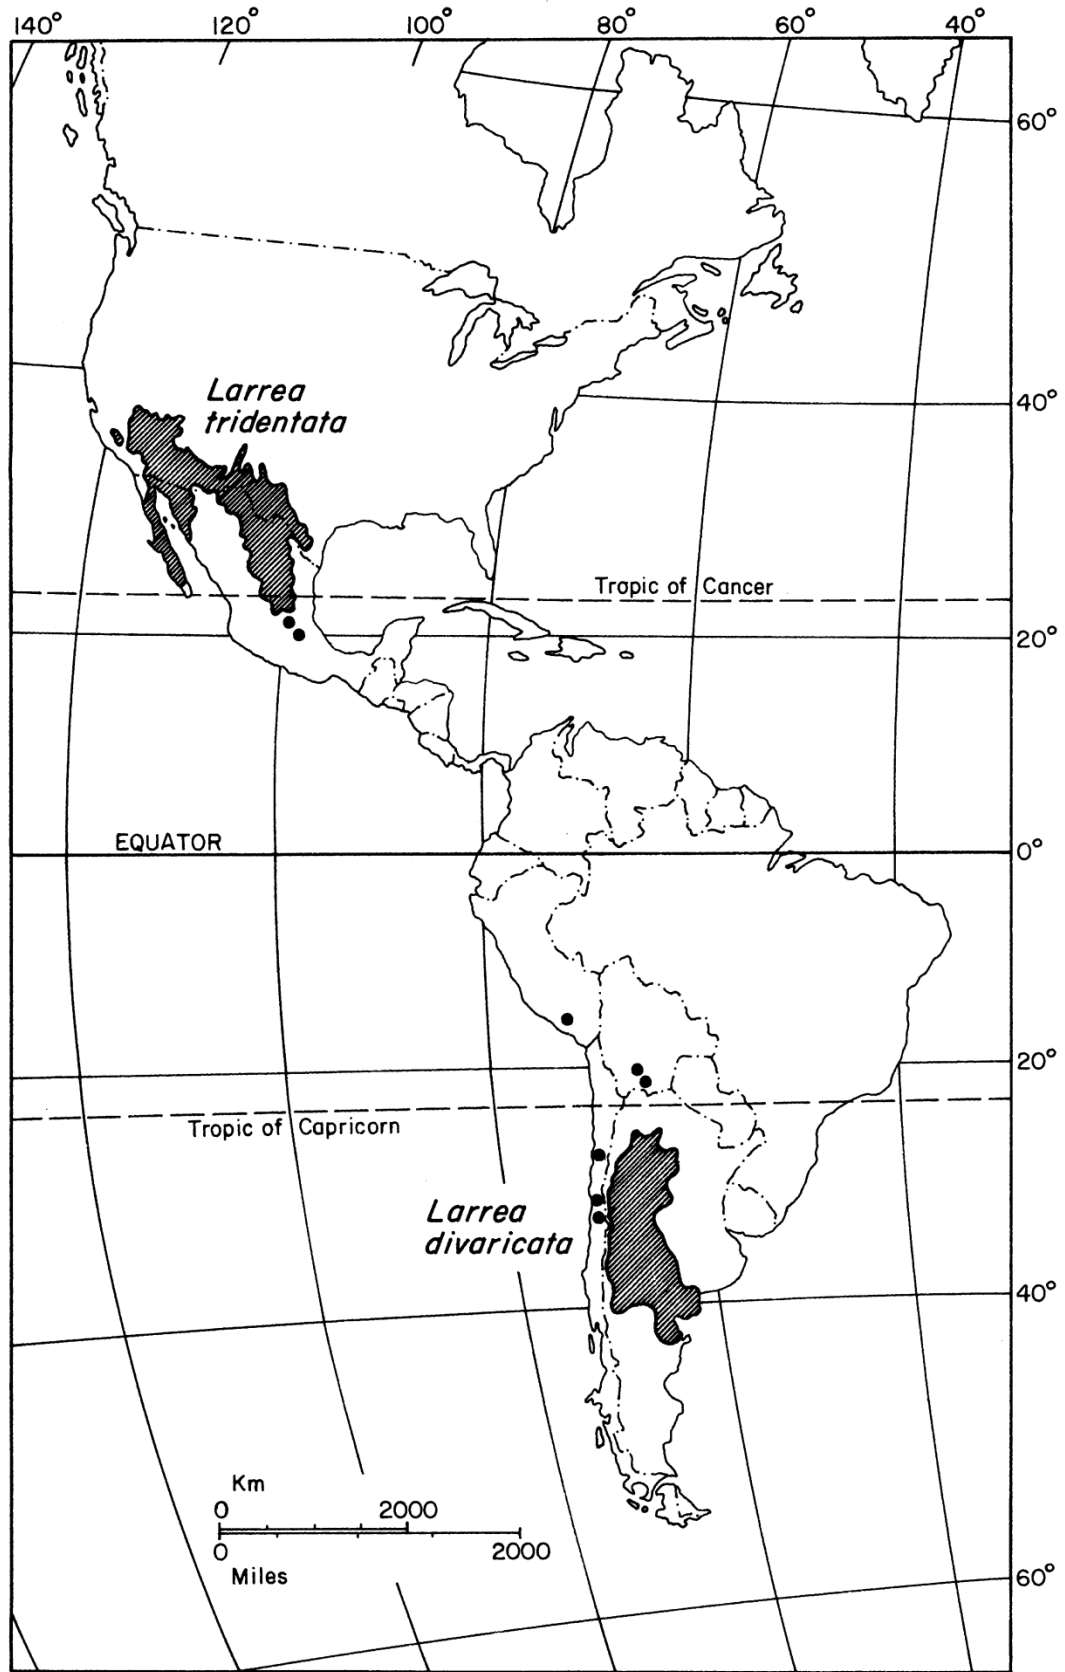 140° 120° 100° 80° 60° 40°
60°
Larrea
tridentata
40°
Tropic of Cancer
20°
EQUATOR
0°
20°
Tropic of Capricorn
Larrea
divaricata
40°
Km
0 2000
0 2000
Miles
60°